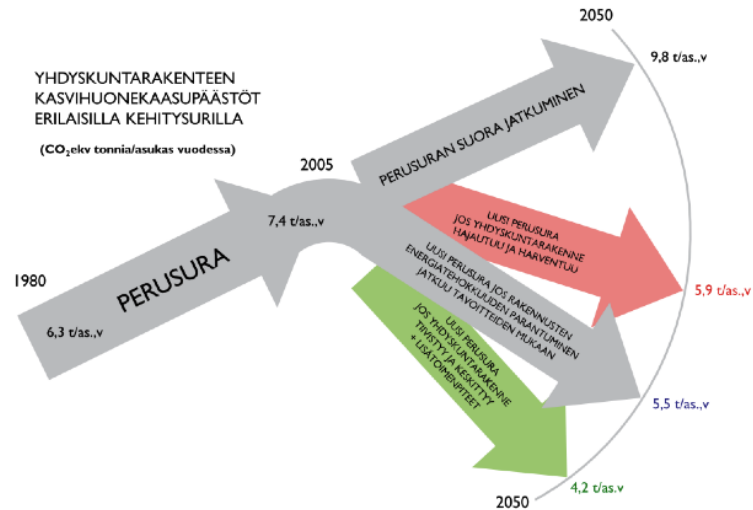 YHDYSKUNTARAKENTEEN
KASVIHUONEKAASUPÄÄSTÖT
ERILAISILLA KEHITYSURILLA
(CO₂ekv tonnia/asukas vuodessa)
2050
9,8 t/as.,v
PERUSURAN SUORA JATKUMINEN
2005
7,4 t/as.,v
PERUSURA
1980
6,3 t/as.,v
UUSI PERUSURA
JOS YHDYSKUNTARAKENNE
HAJAUTUU JA HARVENTUU
5,9 t/as.,v
UUSI PERUSURA JOS RAKENNUSTEN
ENERGIATEHOKKUUDEN PARANTUMINEN
JATKUU TAVOITTEIDEN MUKAAN
5,5 t/as.,v
UUSI PERUSURA
JOS YHDYSKUNTARAKENNE
TIIVISTYY JA KESKITTYY
+ LISÄTOIMENPITEET
4,2 t/as.v
2050